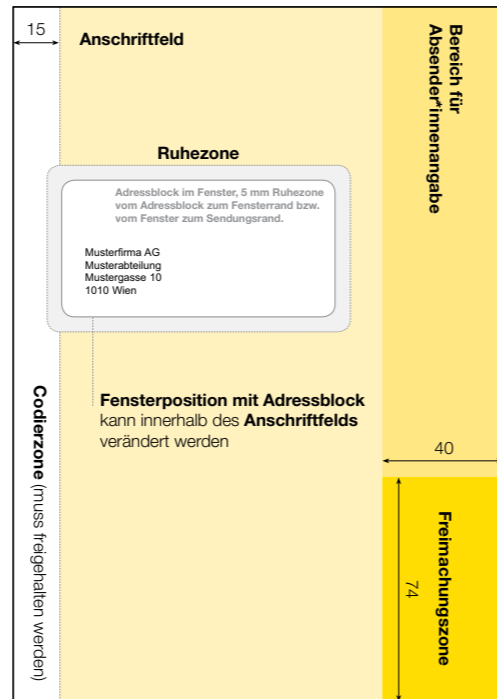 15
Anschriftfeld
Bereich für
Absender*innenangabe
Ruhezone
Adressblock im Fenster, 5 mm Ruhezone
vom Adressblock zum Fensterrand bzw.
vom Fenster zum Sendungsrand.
Musterfirma AG
Musterabteilung
Mustergasse 10
1010 Wien
Fensterposition mit Adressblock
kann innerhalb des Anschriftfelds
verändert werden
Codierzone (muss freigehalten werden)
40
74
Freimachungszone